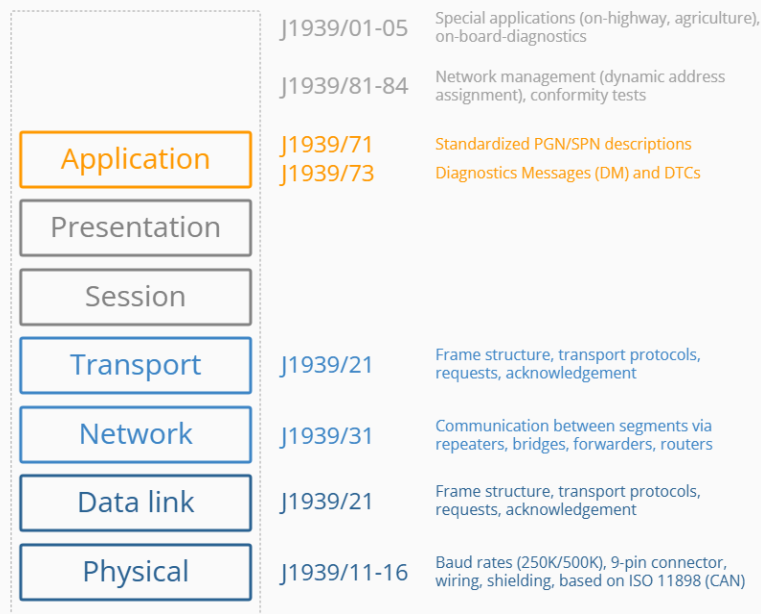 J1939/01-05
Special applications (on-highway, agriculture),
on-board-diagnostics
J1939/81-84
Network management (dynamic address
assignment), conformity tests
Application
J1939/71
Standardized PGN/SPN descriptions
J1939/73
Diagnostics Messages (DM) and DTCs
Presentation
Session
Transport
J1939/21
Frame structure, transport protocols,
requests, acknowledgement
Network
J1939/31
Communication between segments via
repeaters, bridges, forwarders, routers
Data link
J1939/21
Frame structure, transport protocols,
requests, acknowledgement
Physical
J1939/11-16
Baud rates (250K/500K), 9-pin connector,
wiring, shielding, based on ISO 11898 (CAN)